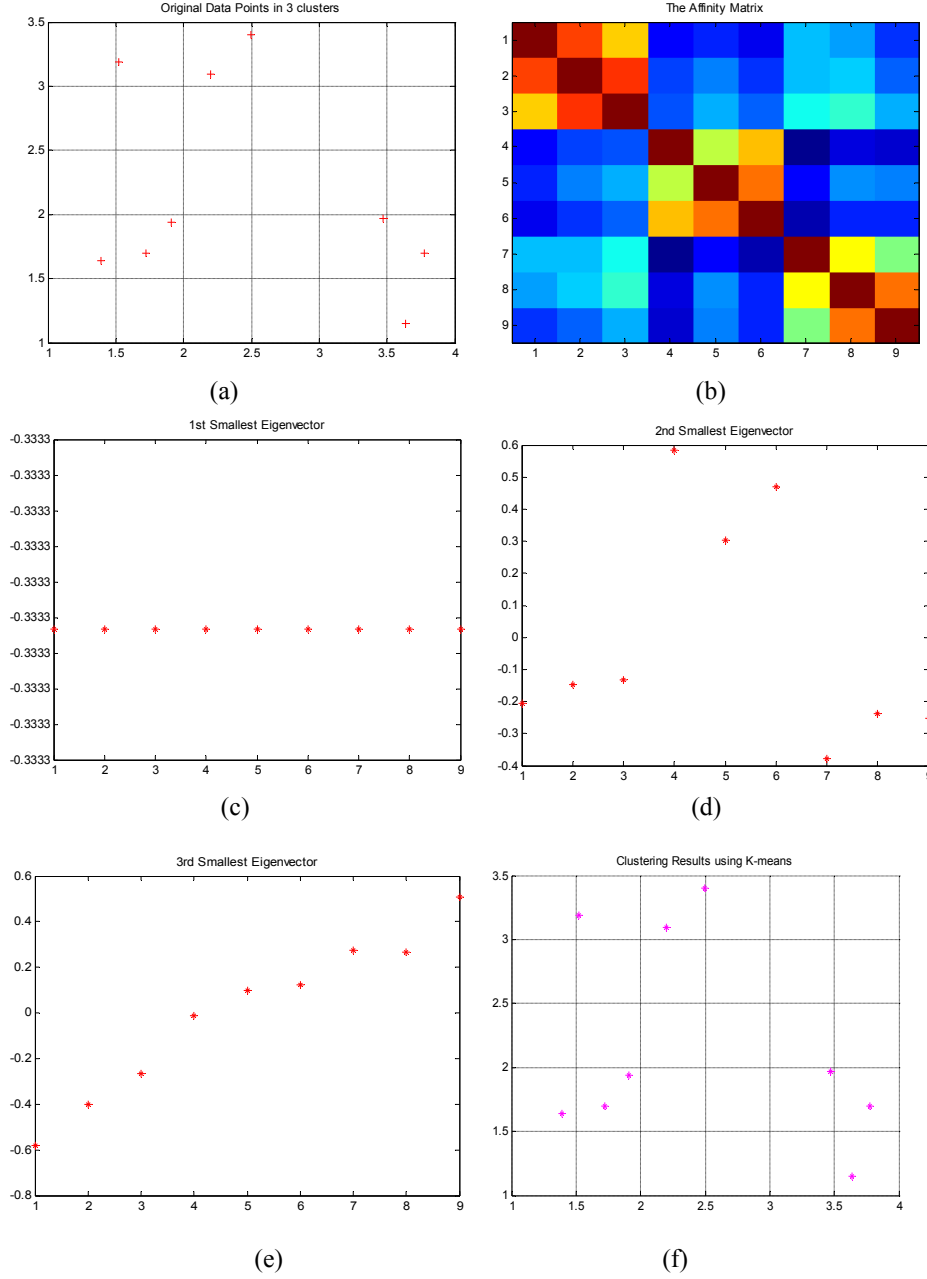 Original Data Points in 3 clusters
3.5
3
2.5
2
1.5
1
1 1.5 2 2.5 3 3.5 4
(a)
The Affinity Matrix
1
2
3
4
5
6
7
8
9
1 2 3 4 5 6 7 8 9
(b)
1st Smallest Eigenvector
-0.3333
-0.3333
-0.3333
-0.3333
-0.3333
-0.3333
-0.3333
-0.3333
-0.3333
-0.3333
1 2 3 4 5 6 7 8 9
(c)
2nd Smallest Eigenvector
0.6
0.5
0.4
0.3
0.2
0.1
0
-0.1
-0.2
-0.3
-0.4
1 2 3 4 5 6 7 8
(d)
3rd Smallest Eigenvector
0.6
0.4
0.2
0
-0.2
-0.4
-0.6
-0.8
1 2 3 4 5 6 7 8 9
(e)
Clustering Results using K-means
3.5
3
2.5
2
1.5
1
1 1.5 2 2.5 3 3.5 4
(f)